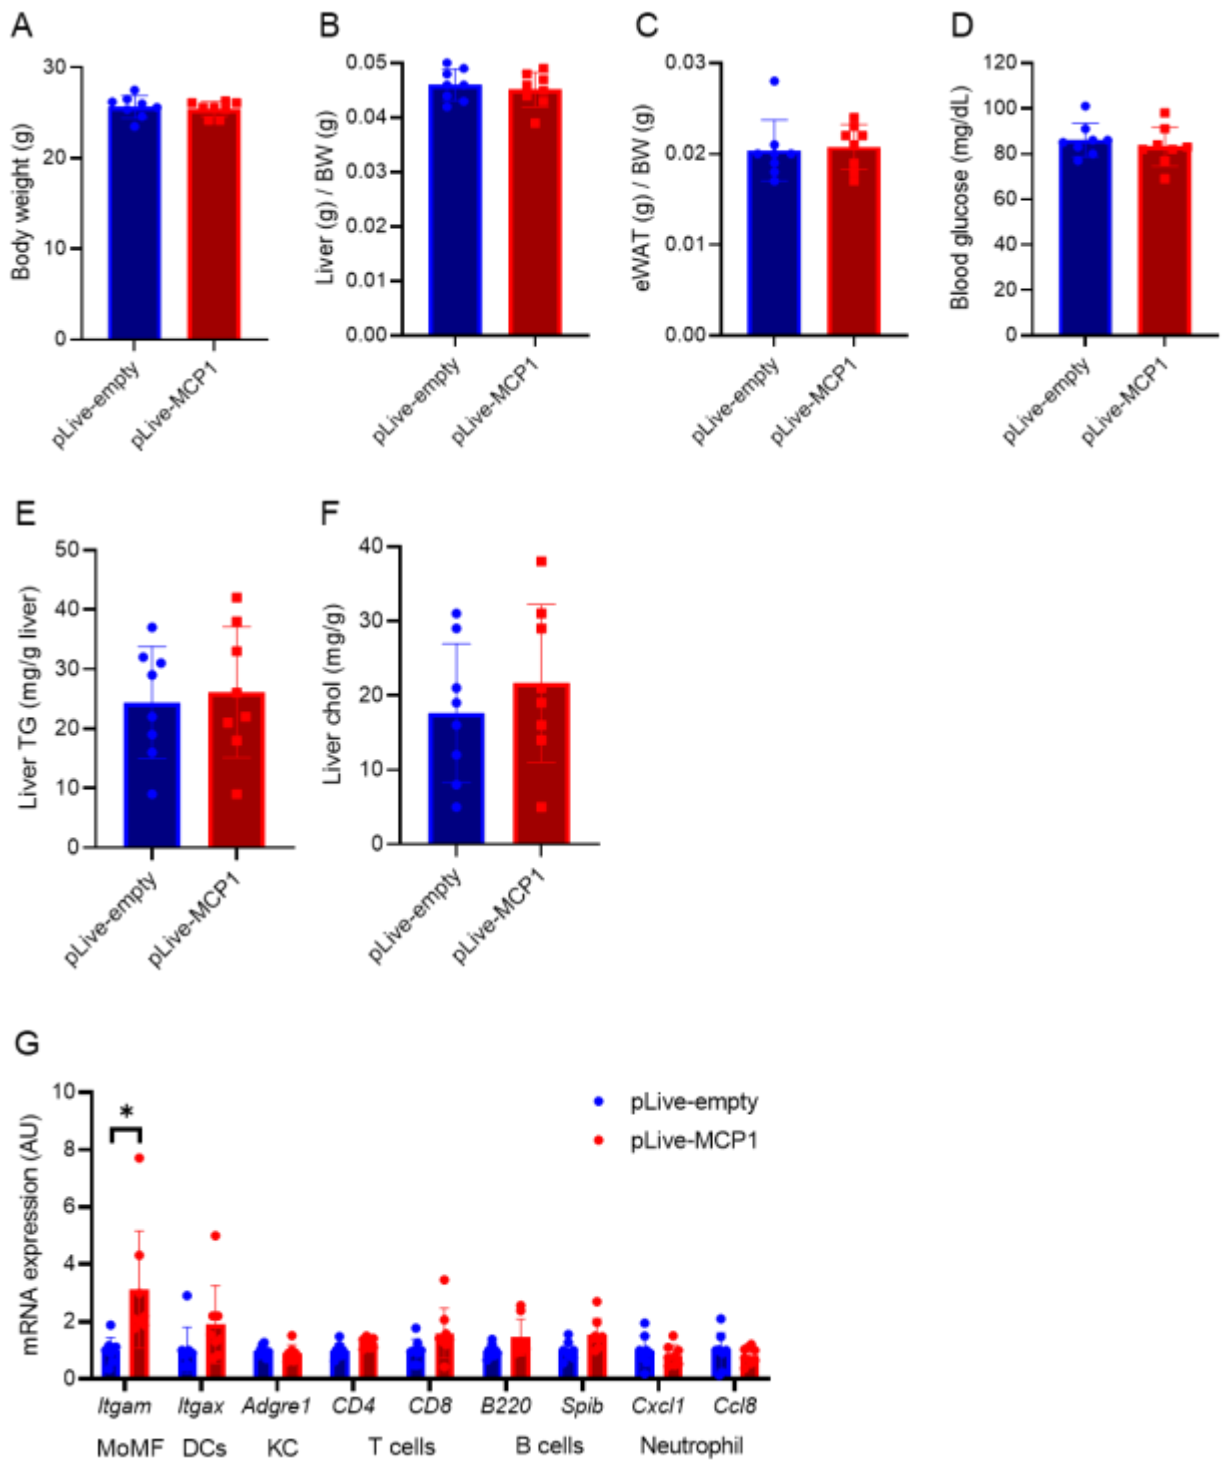 A
Body weight (g)
30
20
10
0
pLive-empty
pLive-MCP1
B
Liver (g) / BW (g)
0.05
0.04
0.03
0.02
0.01
0.00
pLive-empty
pLive-MCP1
C
eWAT (g) / BW (g)
0.03
0.02
0.01
0.00
pLive-empty
pLive-MCP1
D
Blood glucose (mg/dL)
120
100
80
60
40
20
0
pLive-empty
pLive-MCP1
E
Liver TG (mg/g liver)
50
40
30
20
10
0
pLive-empty
pLive-MCP1
F
Liver chol (mg/g)
40
30
20
10
0
pLive-empty
pLive-MCP1
G
mRNA expression (AU)
10
8
6
4
2
0
*
pLive-empty
pLive-MCP1
Itgam Itgax Adgre1 CD4 CD8 B220 Spib Cxcl1 Ccl8
MoMF DCs KC T cells B cells Neutrophil